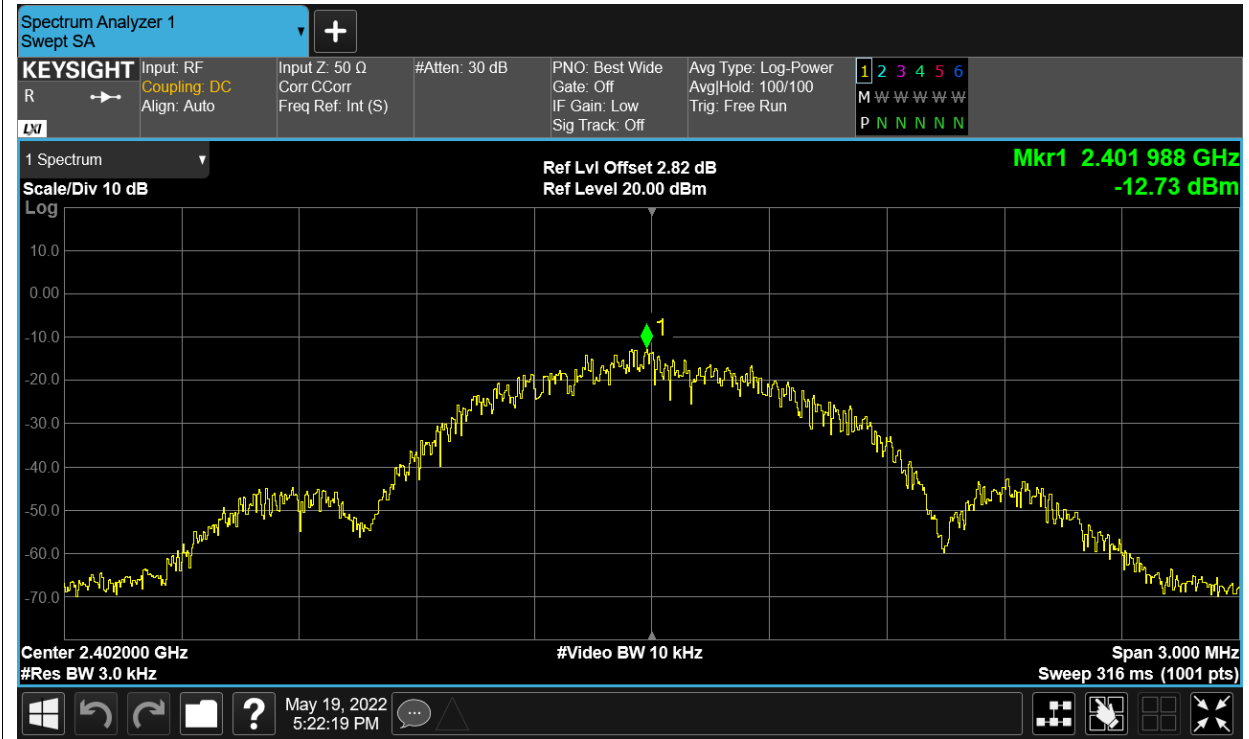 Spectrum Analyzer 1
Swept SA
+
KEYSIGHT
R
LXI
Input: RF
Coupling: DC
Align: Auto
Input Z: 50 Ω
Corr CCorr
Freq Ref: Int (S)
#Atten: 30 dB
PNO: Best Wide
Gate: Off
IF Gain: Low
Sig Track: Off
Avg Type: Log-Power
Avg|Hold: 100/100
Trig: Free Run
1 2 3 4 5 6
M W W W W W
P N N N N N
1 Spectrum
Scale/Div 10 dB
Log
Ref Lvl Offset 2.82 dB
Ref Level 20.00 dBm
Mkr1 2.401 988 GHz
-12.73 dBm
10.0
0.00
-10.0
-20.0
-30.0
-40.0
-50.0
-60.0
-70.0
1
Center 2.402000 GHz
#Res BW 3.0 kHz
#Video BW 10 kHz
Span 3.000 MHz
Sweep 316 ms (1001 pts)
?
May 19, 2022
5:22:19 PM